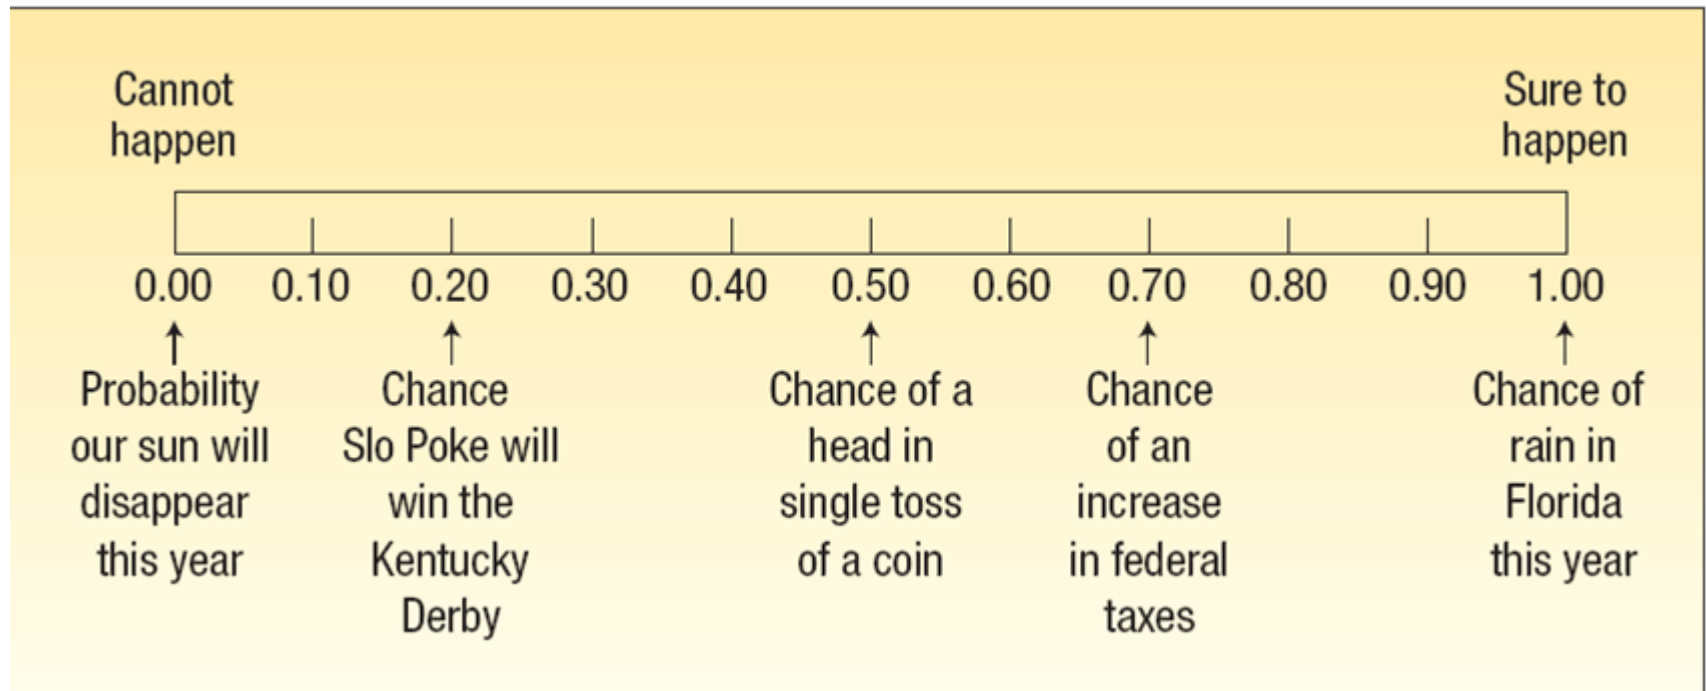 Cannot
happen
Sure to
happen
0.00 0.10 0.20 0.30 0.40 0.50 0.60 0.70 0.80 0.90 1.00
Probability
our sun will
disappear
this year
Chance
Slo Poke will
win the
Kentucky
Derby
Chance of a
head in
single toss
of a coin
Chance
of an
increase
in federal
taxes
Chance of
rain in
Florida
this year